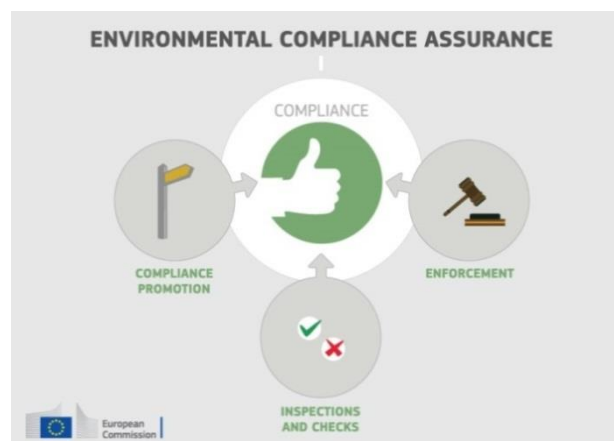 ENVIRONMENTAL COMPLIANCE ASSURANCE
COMPLIANCE
COMPLIANCE
PROMOTION
ENFORCEMENT
INSPECTIONS
AND CHECKS
European
Commission